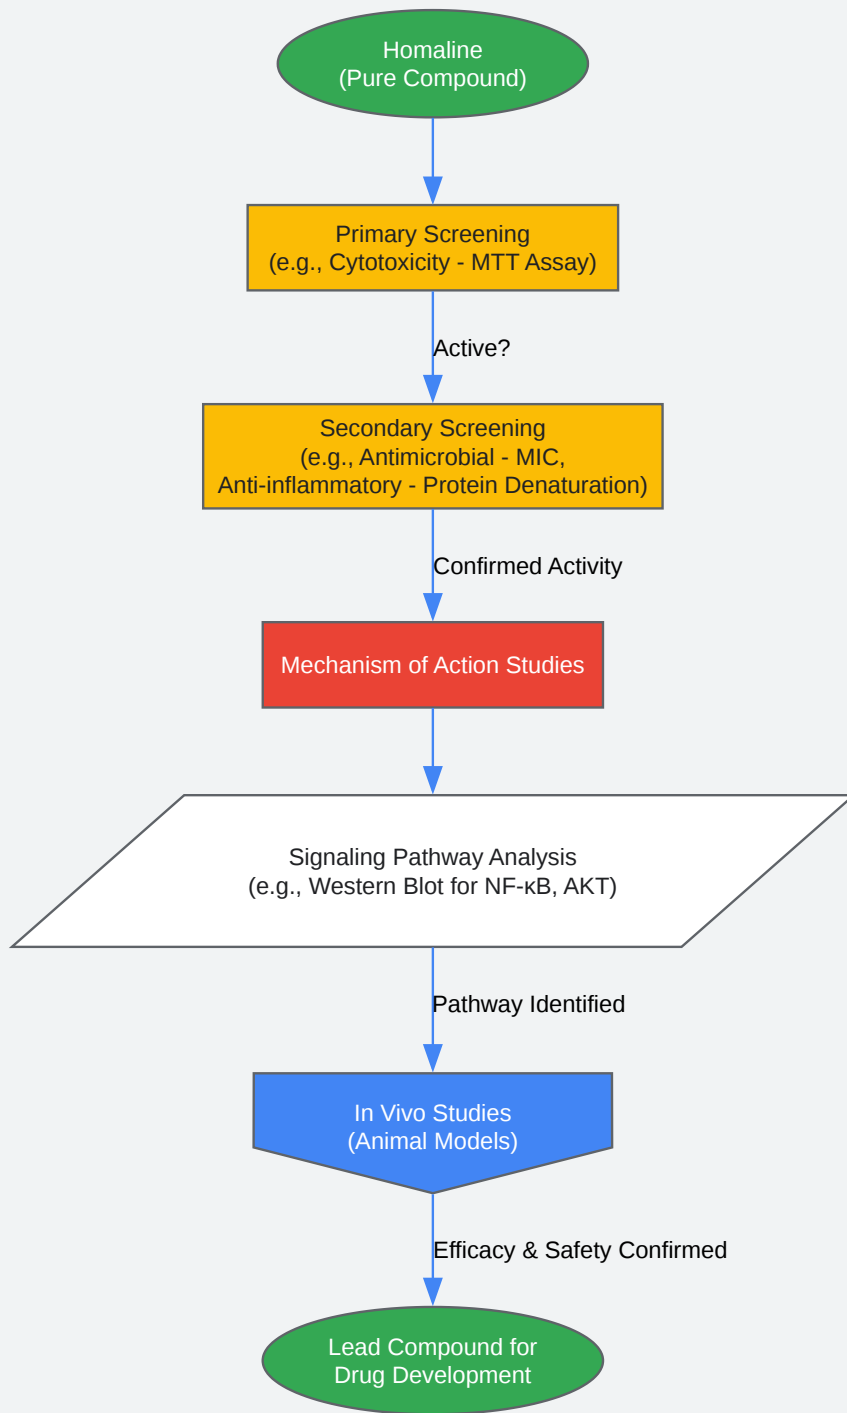 Homaline
(Pure Compound)
Primary Screening
(e.g., Cytotoxicity - MTT Assay)
Active?
Secondary Screening
(e.g., Antimicrobial - MIC,
Anti-inflammatory - Protein Denaturation)
Confirmed Activity
Mechanism of Action Studies
Signaling Pathway Analysis
(e.g., Western Blot for NF-κB, AKT)
Pathway Identified
In Vivo Studies
(Animal Models)
Efficacy & Safety Confirmed
Lead Compound for
Drug Development